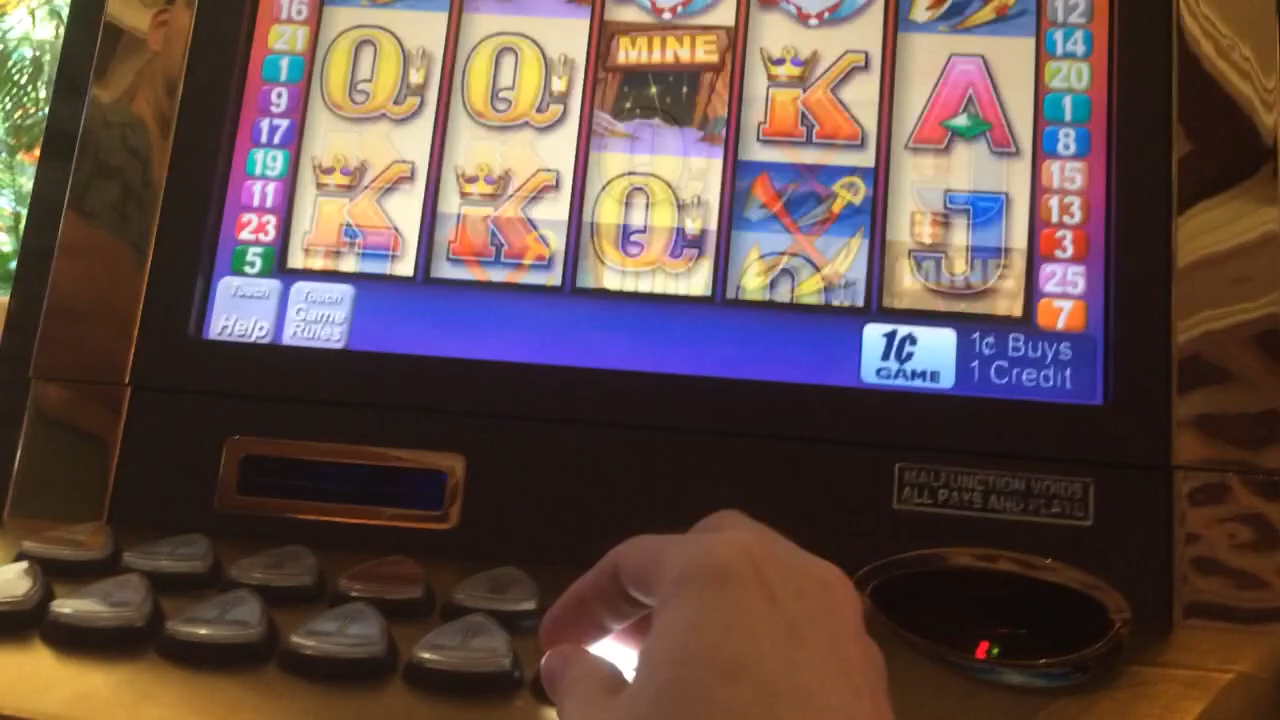 16
21
1
9
17
19
11
23
5
Q Q MINE K A
K K Q J
MINE
12
14
20
1
8
15
13
3
25
7
Touch
Help
Touch
Game
Rules
1¢
GAME
1¢ Buys
1 Credit
MALFUNCTION VOIDS
ALL PAYS AND PLAYS